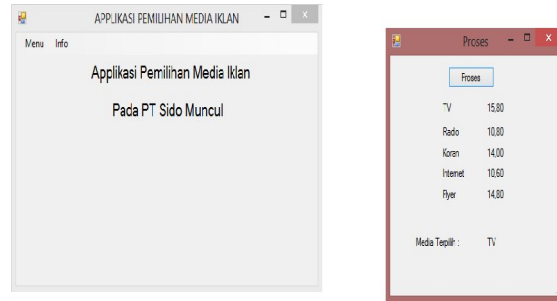 APPLIKASI PEMILIHAN MEDIA IKLAN
Menu Info
Applikasi Pemilihan Media Iklan
Pada PT Sido Muncul
Proses
Proses
TV 15,80
Radio 10,80
Koran 14,00
Internet 10,60
Flyer 14,80
Media Terpilih : TV